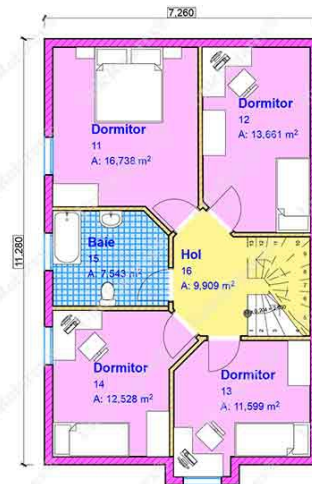 7,260
11,280
Dormitor
11
A: 16,738 m²
Dormitor
12
A: 13,661 m²
Baie
15
A: 7,543 m²
Hol
16
A: 9,909 m²
Dormitor
14
A: 12,528 m²
Dormitor
13
A: 11,599 m²